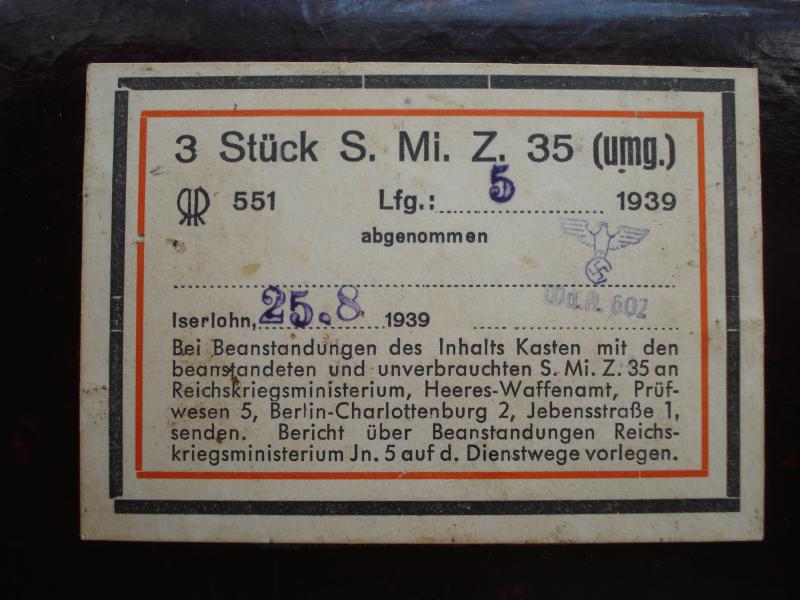 3 Stück S. Mi. Z. 35 (umg.)
RR 551 Lfg.: 5 1939
abgenommen
Iserlohn, 25.8 1939 Wa.A. 602
Bei Beanstandungen des Inhalts Kasten mit den
beanstandeten und unverbrauchten S. Mi. Z. 35 an
Reichskriegsministerium, Heeres-Waffenamt, Prüf-
wesen 5, Berlin-Charlottenburg 2, Jebensstraße 1,
senden. Bericht über Beanstandungen Reichs-
kriegsministerium Jn. 5 auf d. Dienstwege vorlegen.